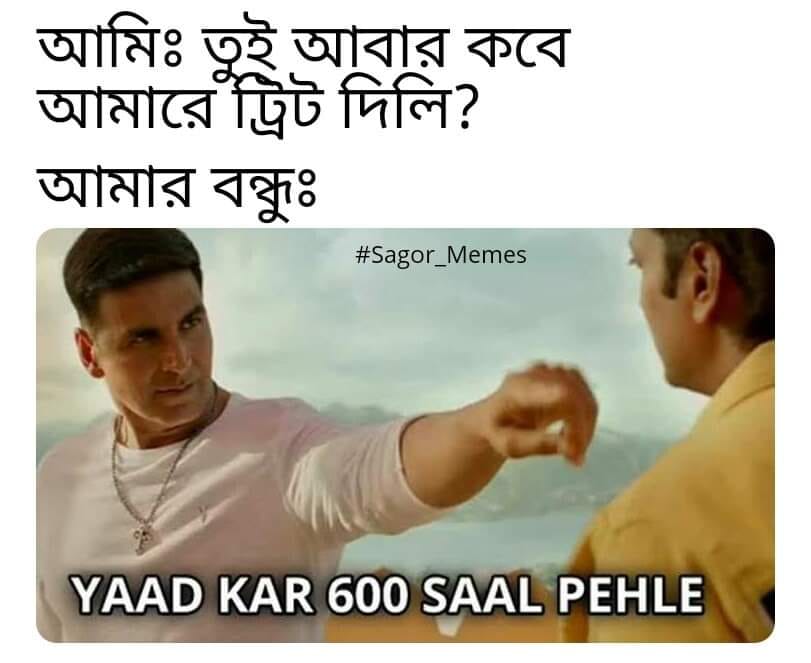 আমিঃ তুই আবার কবে
আমারে ট্রিট দিলি?
আমার বন্ধুঃ
#Sagor_Memes
YAAD KAR 600 SAAL PEHLE